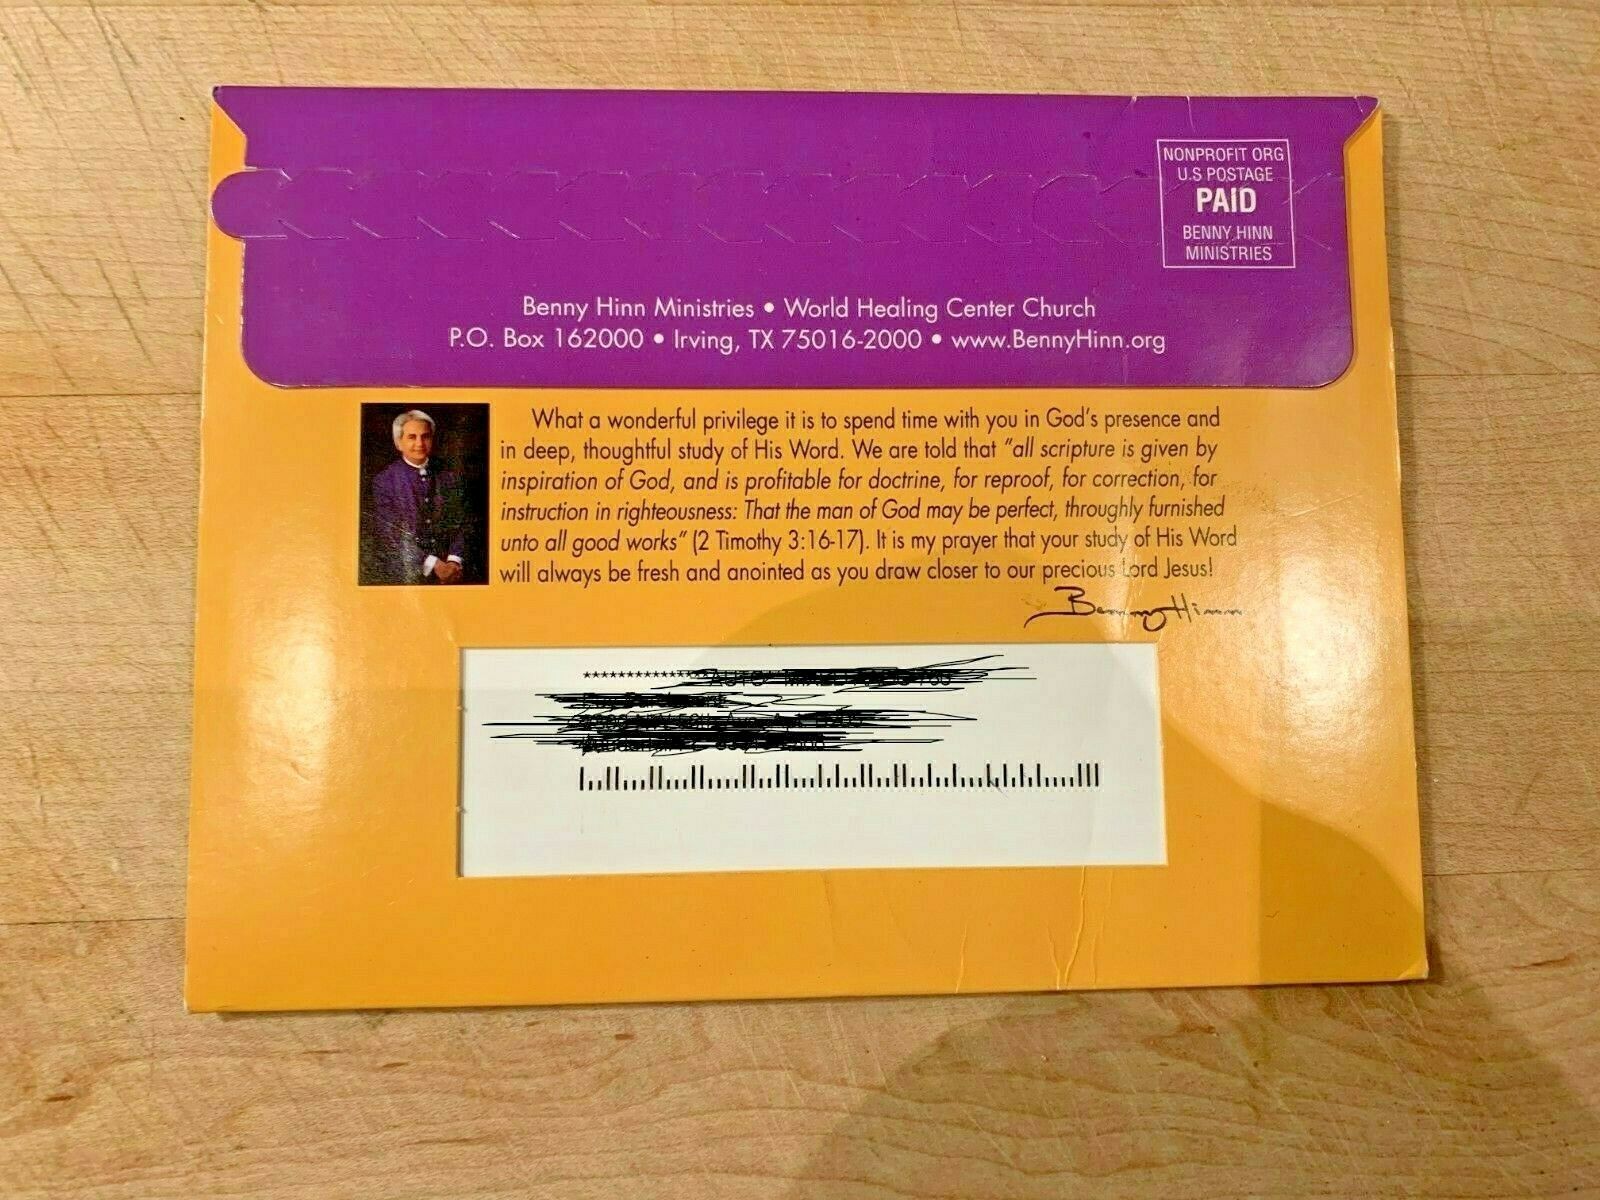 NONPROFIT ORG
U.S POSTAGE
PAID
BENNY HINN
MINISTRIES
Benny Hinn Ministries • World Healing Center Church
P.O. Box 162000 • Irving, TX 75016-2000 • www.BennyHinn.org
What a wonderful privilege it is to spend time with you in God's presence and
in deep, thoughtful study of His Word. We are told that "all scripture is given by
inspiration of God, and is profitable for doctrine, for reproof, for correction, for
instruction in righteousness: That the man of God may be perfect, throughly furnished
unto all good works" (2 Timothy 3:16-17). It is my prayer that your study of His Word
will always be fresh and anointed as you draw closer to our precious Lord Jesus!
Benny Hinn